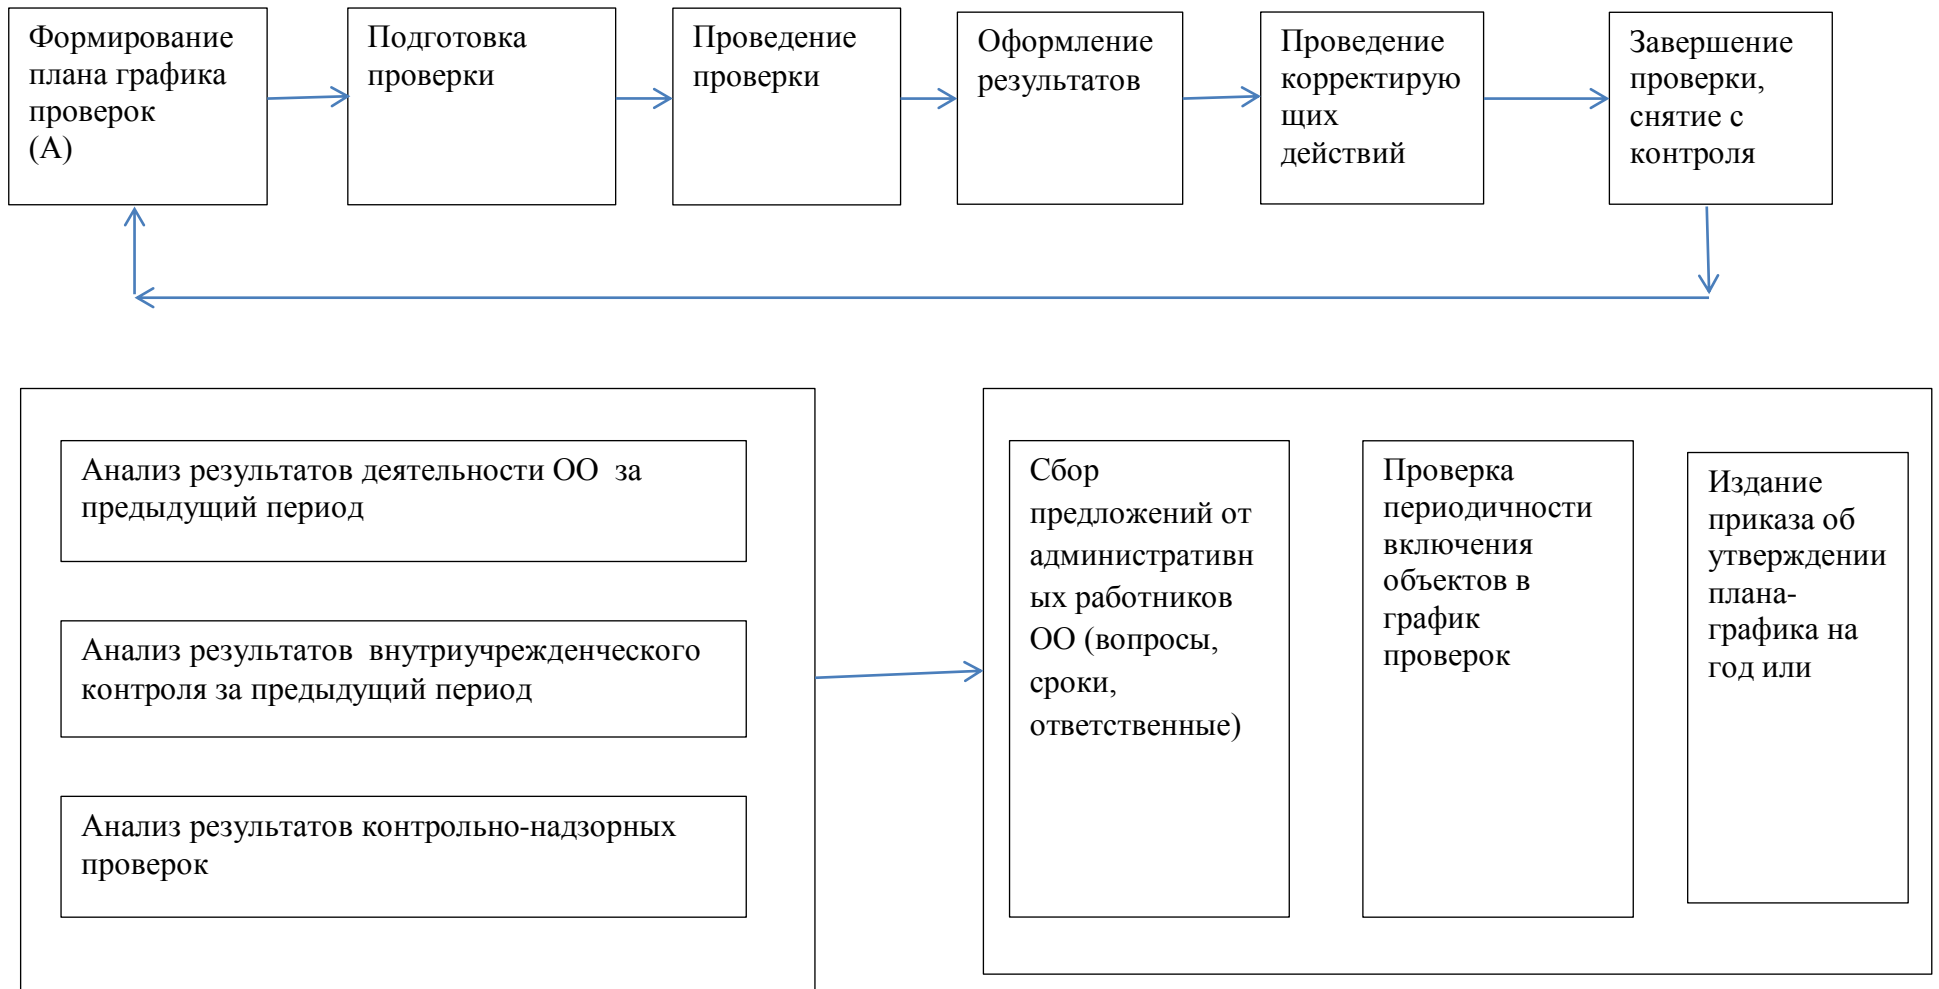 Формирование
плана графика
проверок
(А)
Подготовка
проверки
Проведение
проверки
Оформление
результатов
Проведение
корректирую
щих
действий
Завершение
проверки,
снятие с
контроля
Анализ результатов деятельности ОО за
предыдущий период
Анализ результатов внутриучрежденческого
контроля за предыдущий период
Анализ результатов контрольно-надзорных
проверок
Сбор
предложений от
административн
ых работников
ОО (вопросы,
сроки,
ответственные)
Проверка
периодичности
включения
объектов в
график
проверок
Издание
приказа об
утверждении
плана-
графика на
год или